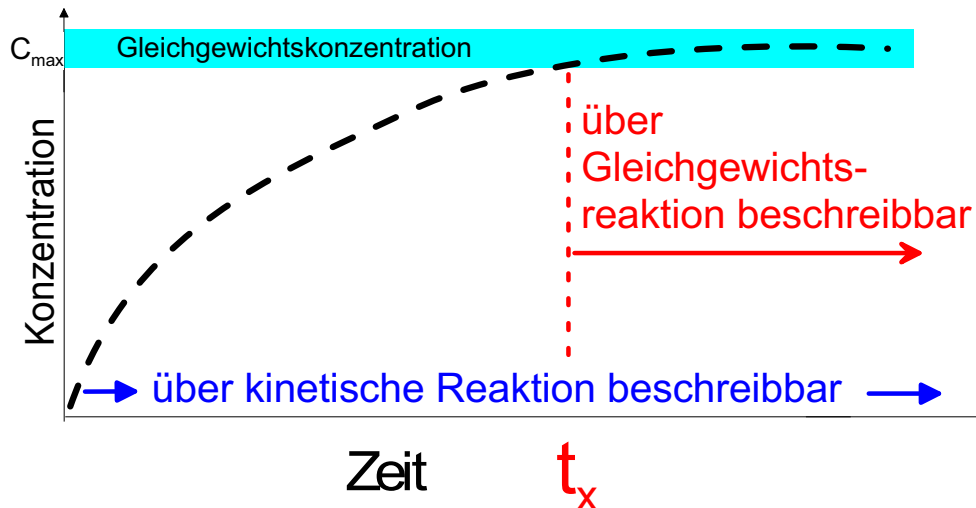 Gleichgewichtskonzentration
Cmax
Konzentration
über
Gleichgewichts-
reaktion beschreibbar
über kinetische Reaktion beschreibbar
Zeit
tx